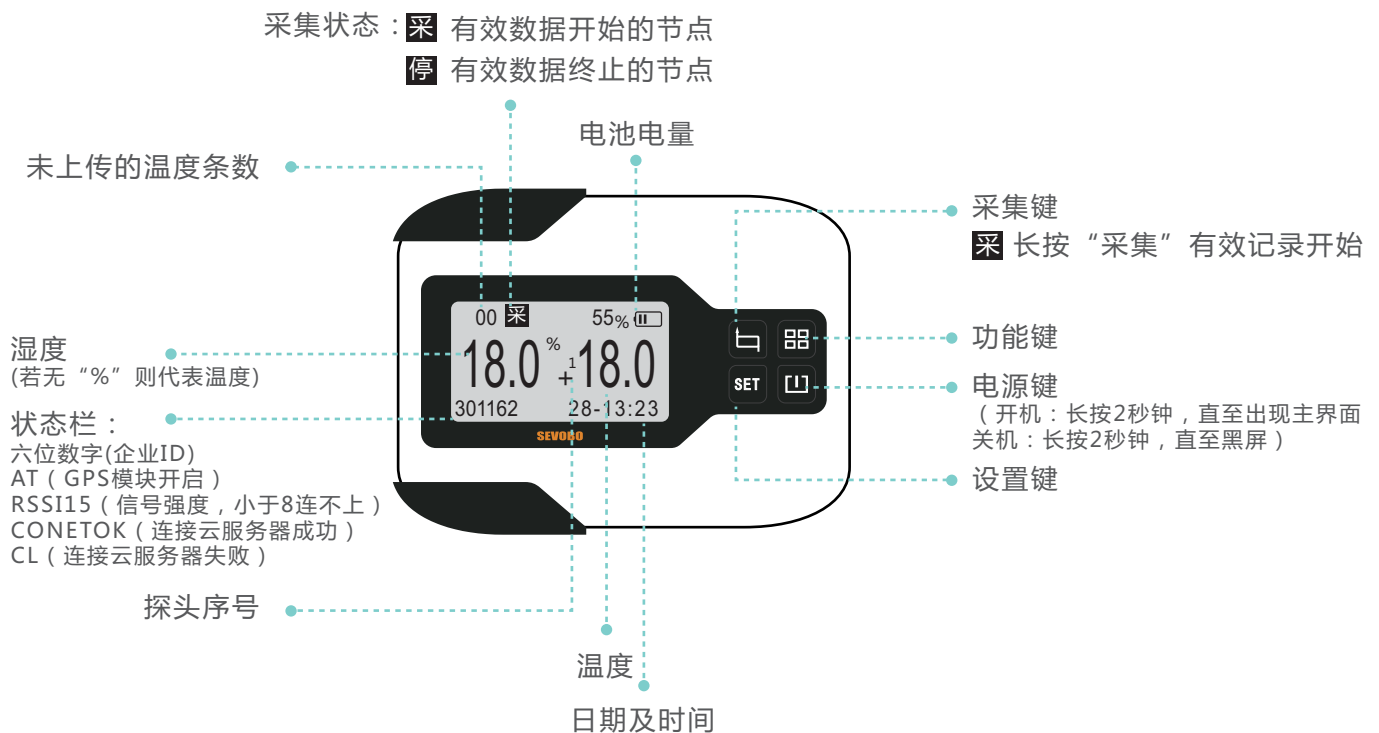 采集状态：采 有效数据开始的节点
停 有效数据终止的节点
电池电量
未上传的温度条数
采集键
采 长按“采集”有效记录开始
00 采 55%
功能键
湿度
(若无“%”则代表温度)
18.0 % +1 18.0
SET
电源键
（开机：长按2秒钟，直至出现主界面
关机：长按2秒钟，直至黑屏）
301162 28-13:23
状态栏：
SEVOBO
六位数字(企业ID)
AT（GPS模块开启）
RSSI15（信号强度，小于8连不上）
CONETOK（连接云服务器成功）
CL（连接云服务器失败）
设置键
探头序号
温度
日期及时间